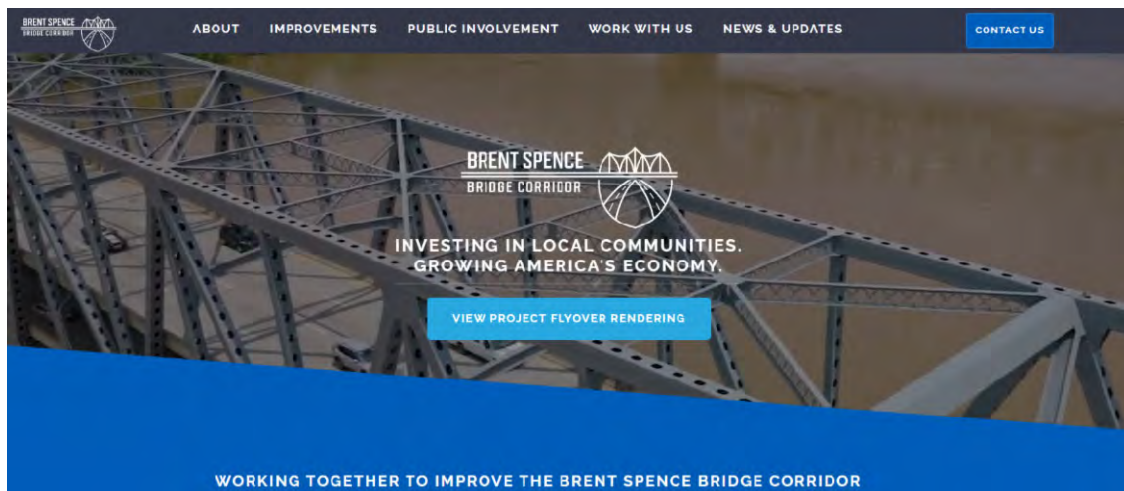 BRENT SPENCE
BRIDGE CORRIDOR
ABOUT
IMPROVEMENTS
PUBLIC INVOLVEMENT
WORK WITH US
NEWS & UPDATES
CONTACT US
BRENT SPENCE
BRIDGE CORRIDOR
INVESTING IN LOCAL COMMUNITIES.
GROWING AMERICA'S ECONOMY.
VIEW PROJECT FLYOVER RENDERING
WORKING TOGETHER TO IMPROVE THE BRENT SPENCE BRIDGE CORRIDOR